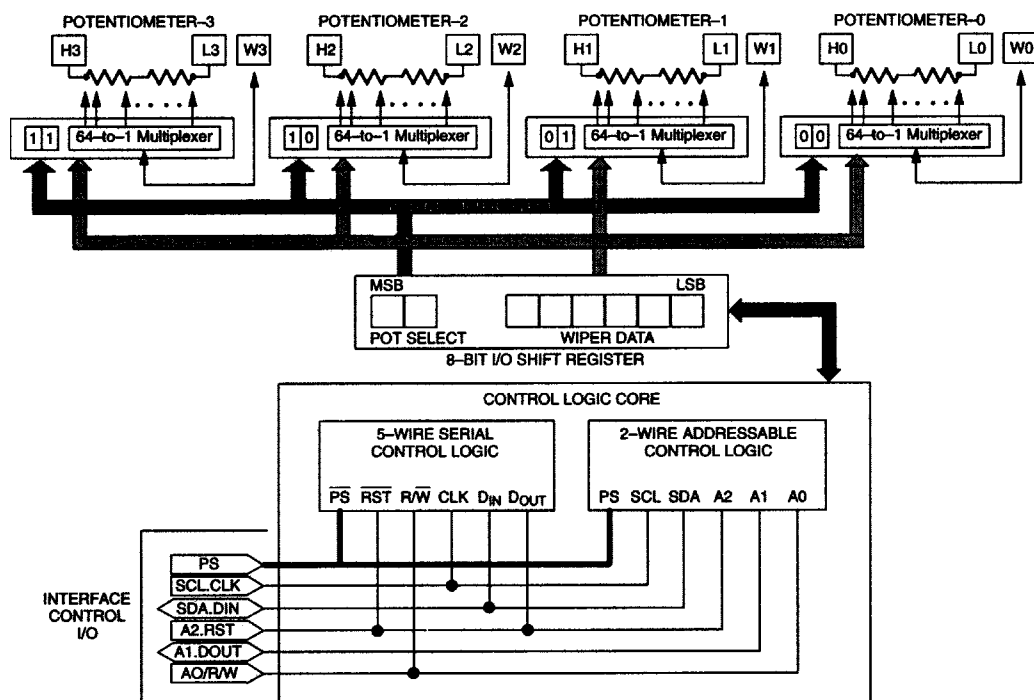 POTENTIOMETER–3
POTENTIOMETER–2
POTENTIOMETER–1
POTENTIOMETER–0
H3 L3 W3
H2 L2 W2
H1 L1 W1
H0 L0 W0
1 1 64–to–1 Multiplexer
1 0 64–to–1 Multiplexer
0 1 64–to–1 Multiplexer
0 0 64–to–1 Multiplexer
MSB LSB
POT SELECT WIPER DATA
8–BIT I/O SHIFT REGISTER
CONTROL LOGIC CORE
5–WIRE SERIAL
CONTROL LOGIC
P̅S̅ R̅S̅T̅ R/W̅ CLK DIN DOUT
2–WIRE ADDRESSABLE
CONTROL LOGIC
PS SCL SDA A2 A1 A0
INTERFACE
CONTROL
I/O
PS
SCL.CLK
SDA.DIN
A2.RST
A1.DOUT
AO/R/W